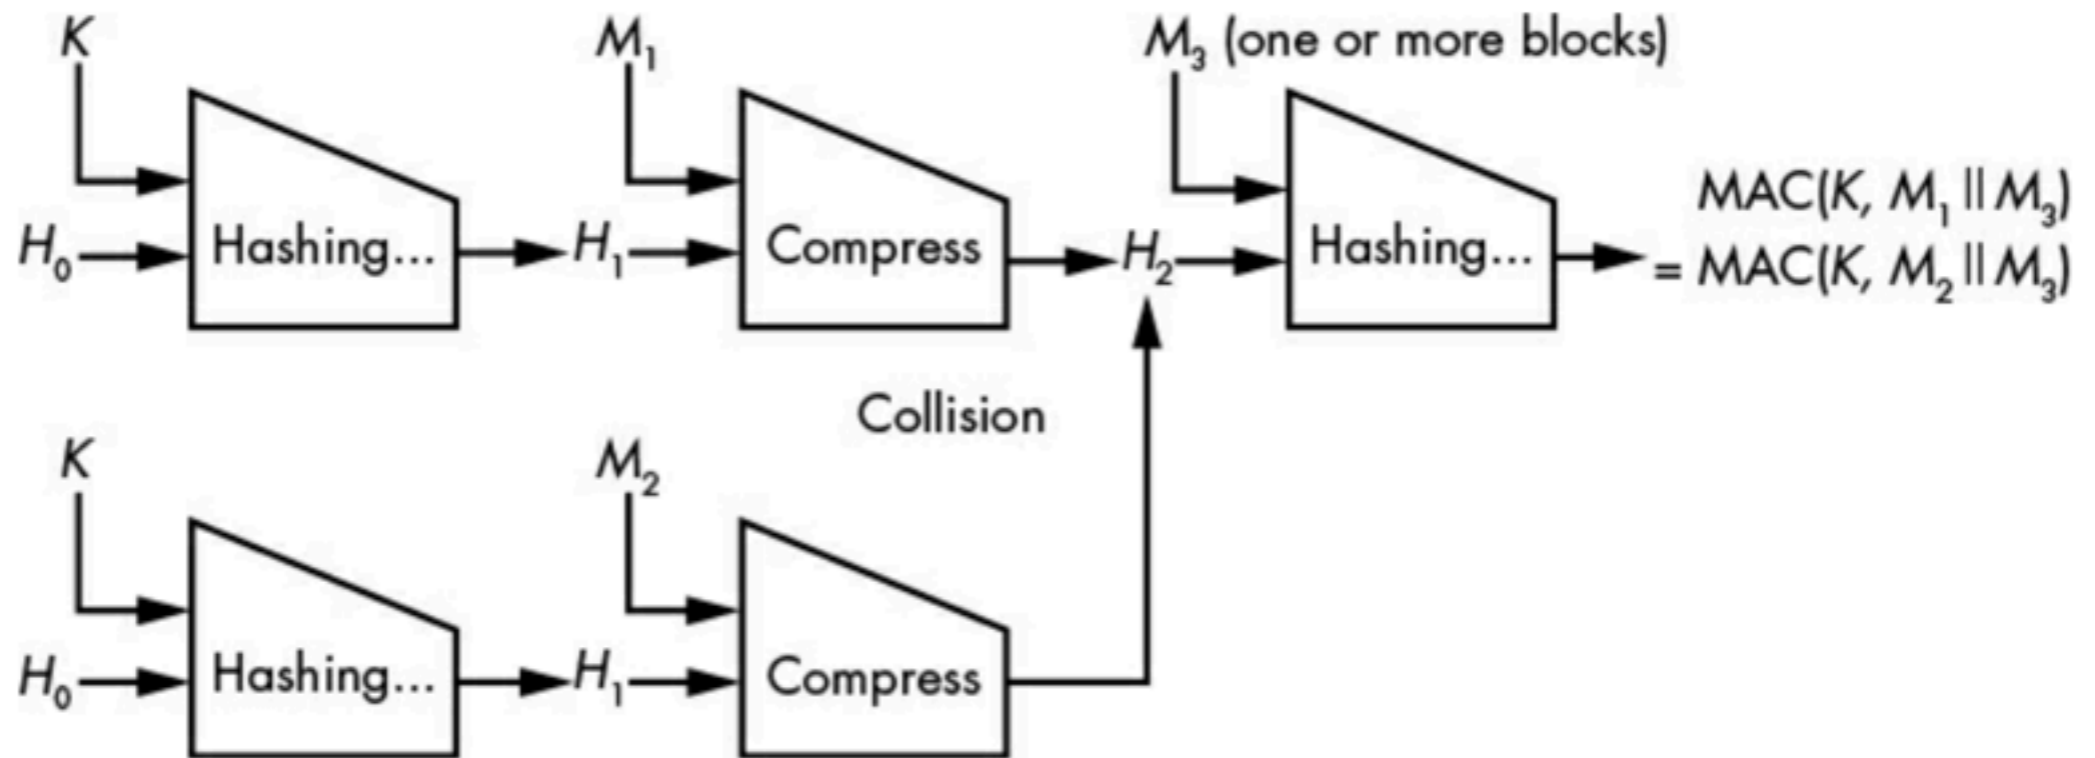 K
M₁
M₃ (one or more blocks)
H₀
Hashing...
H₁
Compress
H₂
Hashing...
MAC(K, M₁ || M₃)
= MAC(K, M₂ || M₃)
Collision
K
M₂
H₀
Hashing...
H₁
Compress